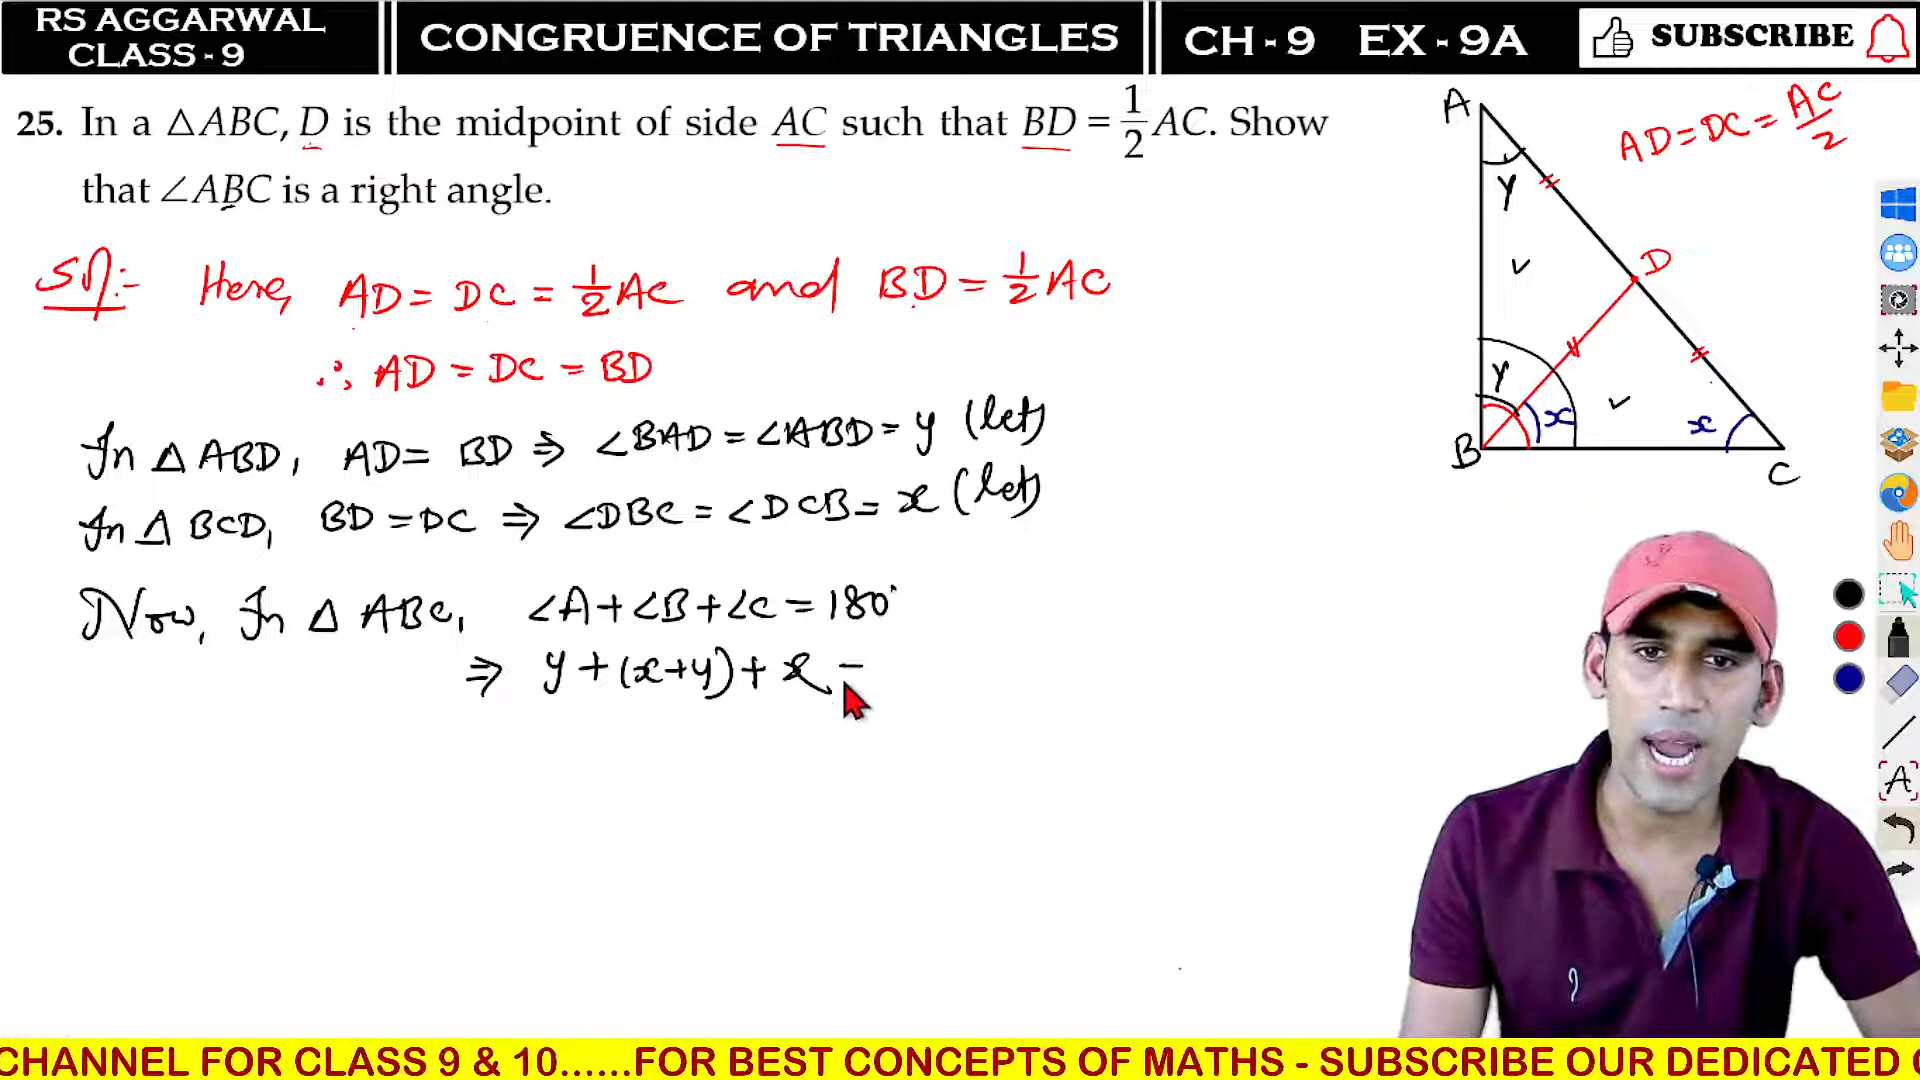 RS AGGARWAL
CLASS - 9
CONGRUENCE OF TRIANGLES
CH - 9 EX - 9A
SUBSCRIBE
25. In a △ABC, D is the midpoint of side AC such that BD = 1/2 AC. Show
that ∠ABC is a right angle.
Sol:- Here, AD = DC = 1/2 AC and BD = 1/2 AC
∴ AD = DC = BD
In △ ABD, AD = BD ⇒ ∠BAD = ∠ABD = y (let)
In △ BCD, BD = DC ⇒ ∠DBC = ∠DCB = x (let)
Now, In △ ABC, ∠A + ∠B + ∠C = 180°
⇒ y + (x+y) + x =
A
AD = DC = AC/2
y
D
y
x
x
B
C
CHANNEL FOR CLASS 9 & 10......FOR BEST CONCEPTS OF MATHS - SUBSCRIBE OUR DEDICATED